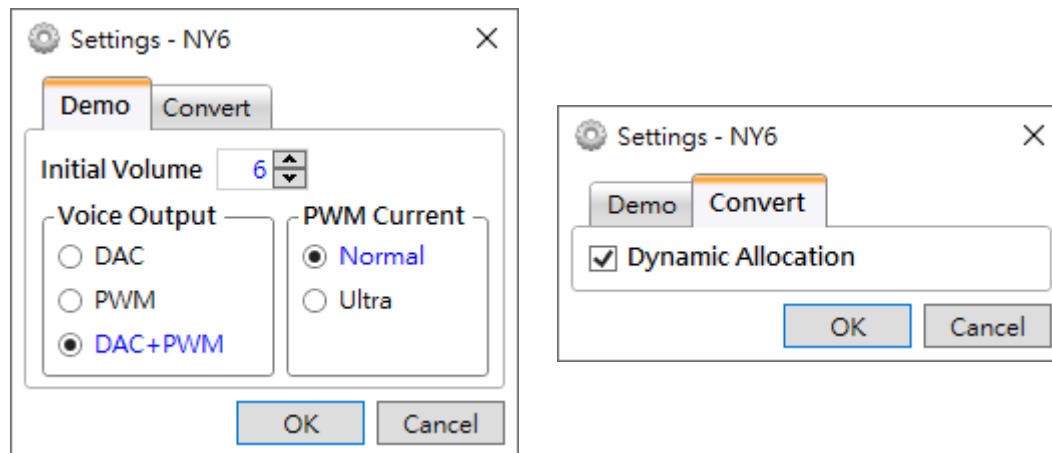 Settings - NY6
Demo Convert
Initial Volume 6
Voice Output PWM Current
DAC Normal
PWM Ultra
DAC+PWM
OK Cancel
Settings - NY6
Demo Convert
Dynamic Allocation
OK Cancel